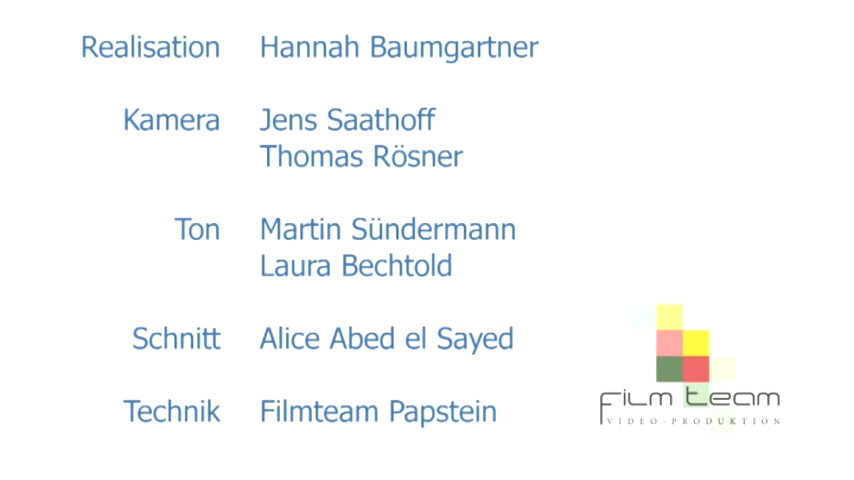 Realisation Hannah Baumgartner
Kamera Jens Saathoff
Thomas Rösner
Ton Martin Sündermann
Laura Bechtold
Schnitt Alice Abed el Sayed
Technik Filmteam Papstein
FILM TEAM
VIDEO·PRODUKTION